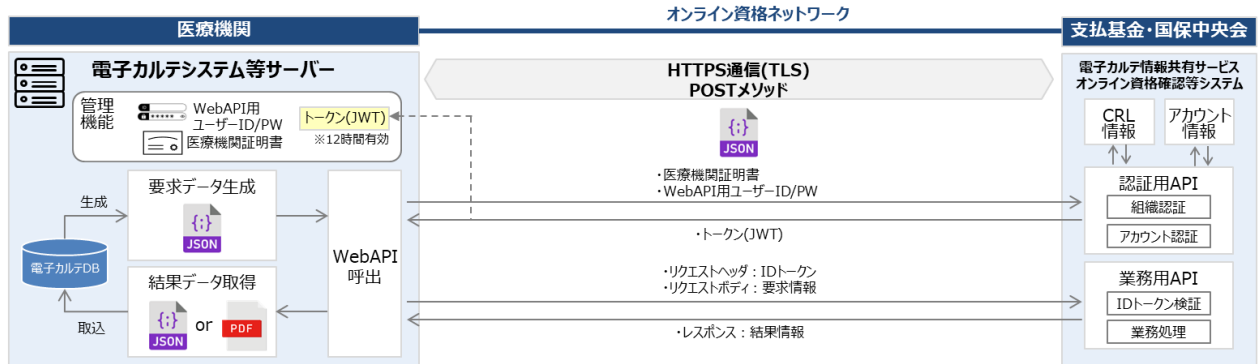 オンライン資格ネットワーク
医療機関
支払基金・国保中央会
電子カルテシステム等サーバー
管理
機能
WebAPI用
ユーザーID/PW
医療機関証明書
トークン(JWT)
※12時間有効
HTTPS通信(TLS)
POSTメソッド
{;}
JSON
電子カルテ情報共有サービス
オンライン資格確認等システム
CRL
情報
アカウント
情報
・医療機関証明書
・WebAPI用ユーザーID/PW
・トークン(JWT)
認証用API
組織認証
アカウント認証
生成
要求データ生成
{;}
JSON
電子カルテDB
WebAPI
呼出
取込
結果データ取得
{;}
JSON
or
PDF
・リクエストヘッダ：IDトークン
・リクエストボディ：要求情報
・レスポンス：結果情報
業務用API
IDトークン検証
業務処理